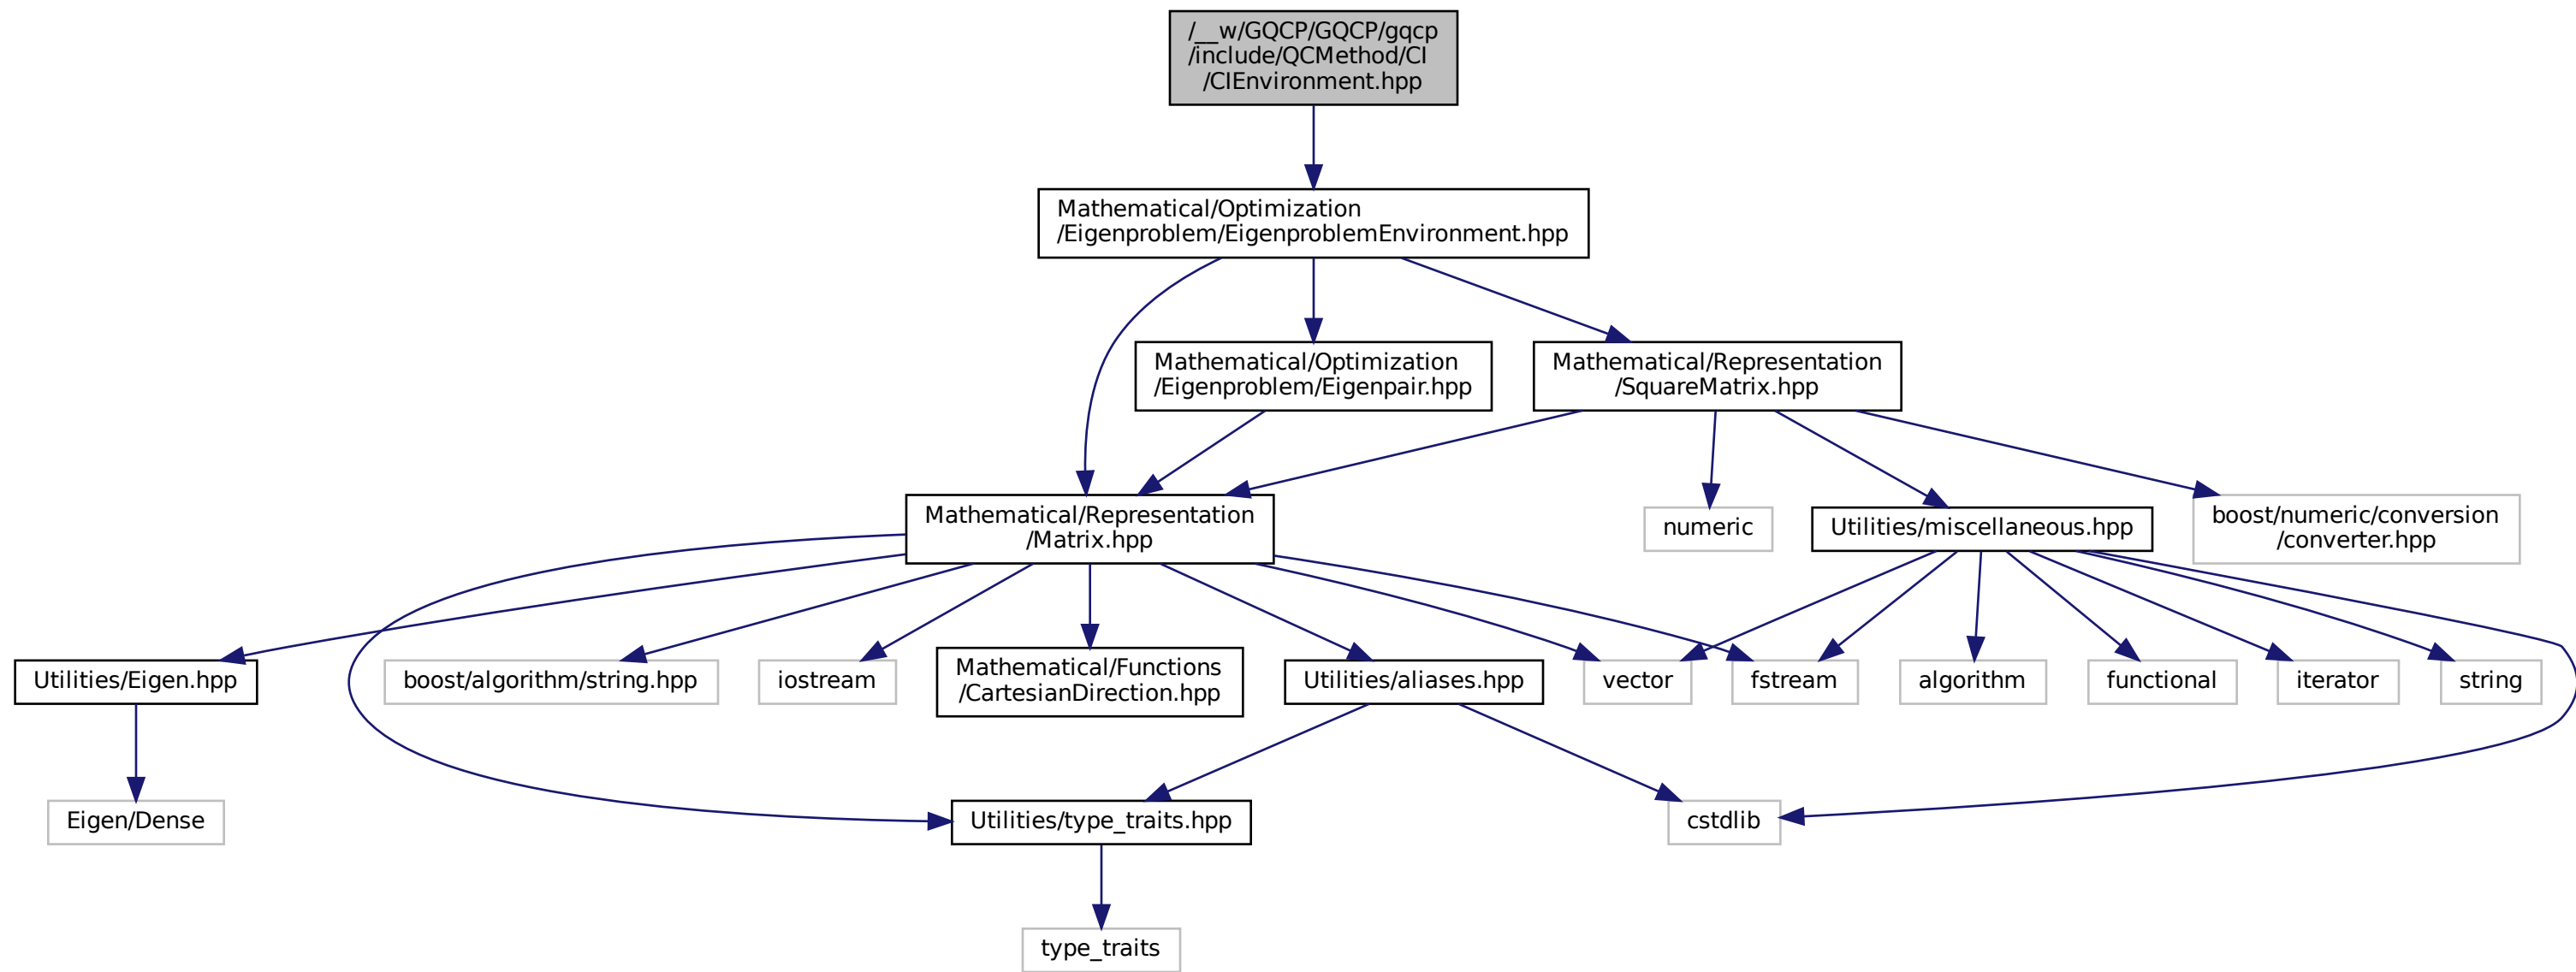 /__w/GQCP/GQCP/gqcp
/include/QCMethod/CI
/CIEnvironment.hpp
Mathematical/Optimization
/Eigenproblem/EigenproblemEnvironment.hpp
Mathematical/Optimization
/Eigenproblem/Eigenpair.hpp
Mathematical/Representation
/SquareMatrix.hpp
Mathematical/Representation
/Matrix.hpp
numeric
Utilities/miscellaneous.hpp
boost/numeric/conversion
/converter.hpp
Utilities/Eigen.hpp
boost/algorithm/string.hpp
iostream
Mathematical/Functions
/CartesianDirection.hpp
Utilities/aliases.hpp
vector
fstream
algorithm
functional
iterator
string
Eigen/Dense
Utilities/type_traits.hpp
cstdlib
type_traits